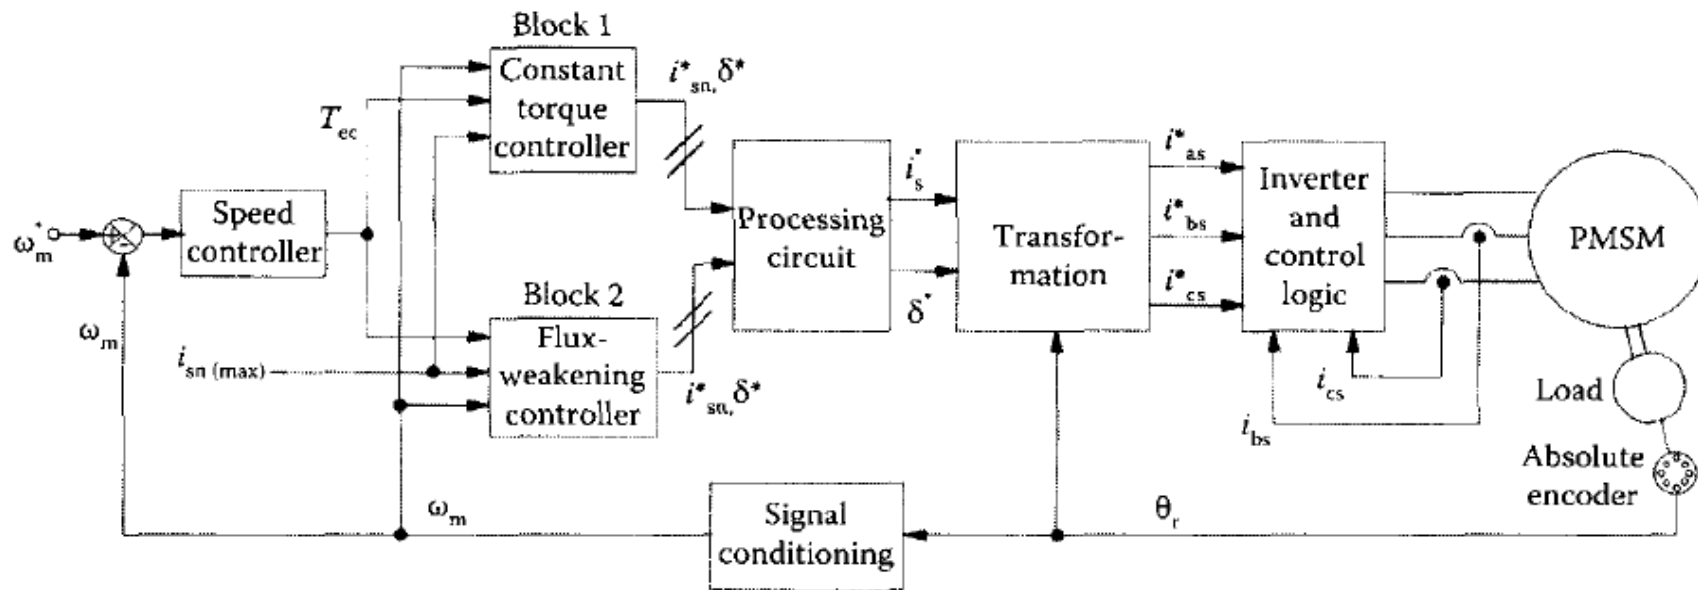 Block 1
Constant
torque
controller
i*sn, δ*
Tec
Speed
controller
ω*m
ωm
isn (max)
Block 2
Flux-
weakening
controller
i*sn, δ*
Processing
circuit
i*s
δ*
Transfor-
mation
i*as
i*bs
i*cs
Inverter
and
control
logic
PMSM
ics
ibs
Load
Absolute
encoder
θr
Signal
conditioning
ωm